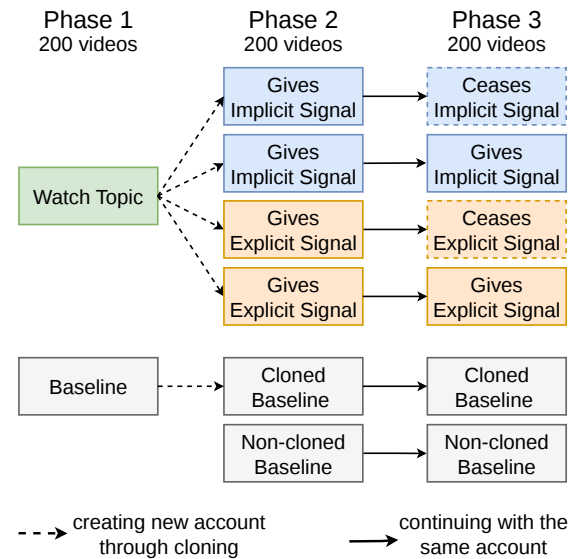 Phase 1
200 videos
Phase 2
200 videos
Phase 3
200 videos
Watch Topic
Gives
Implicit Signal
Ceases
Implicit Signal
Gives
Implicit Signal
Gives
Implicit Signal
Gives
Explicit Signal
Ceases
Explicit Signal
Gives
Explicit Signal
Gives
Explicit Signal
Baseline
Cloned
Baseline
Cloned
Baseline
Non-cloned
Baseline
Non-cloned
Baseline
creating new account
through cloning
continuing with the
same account